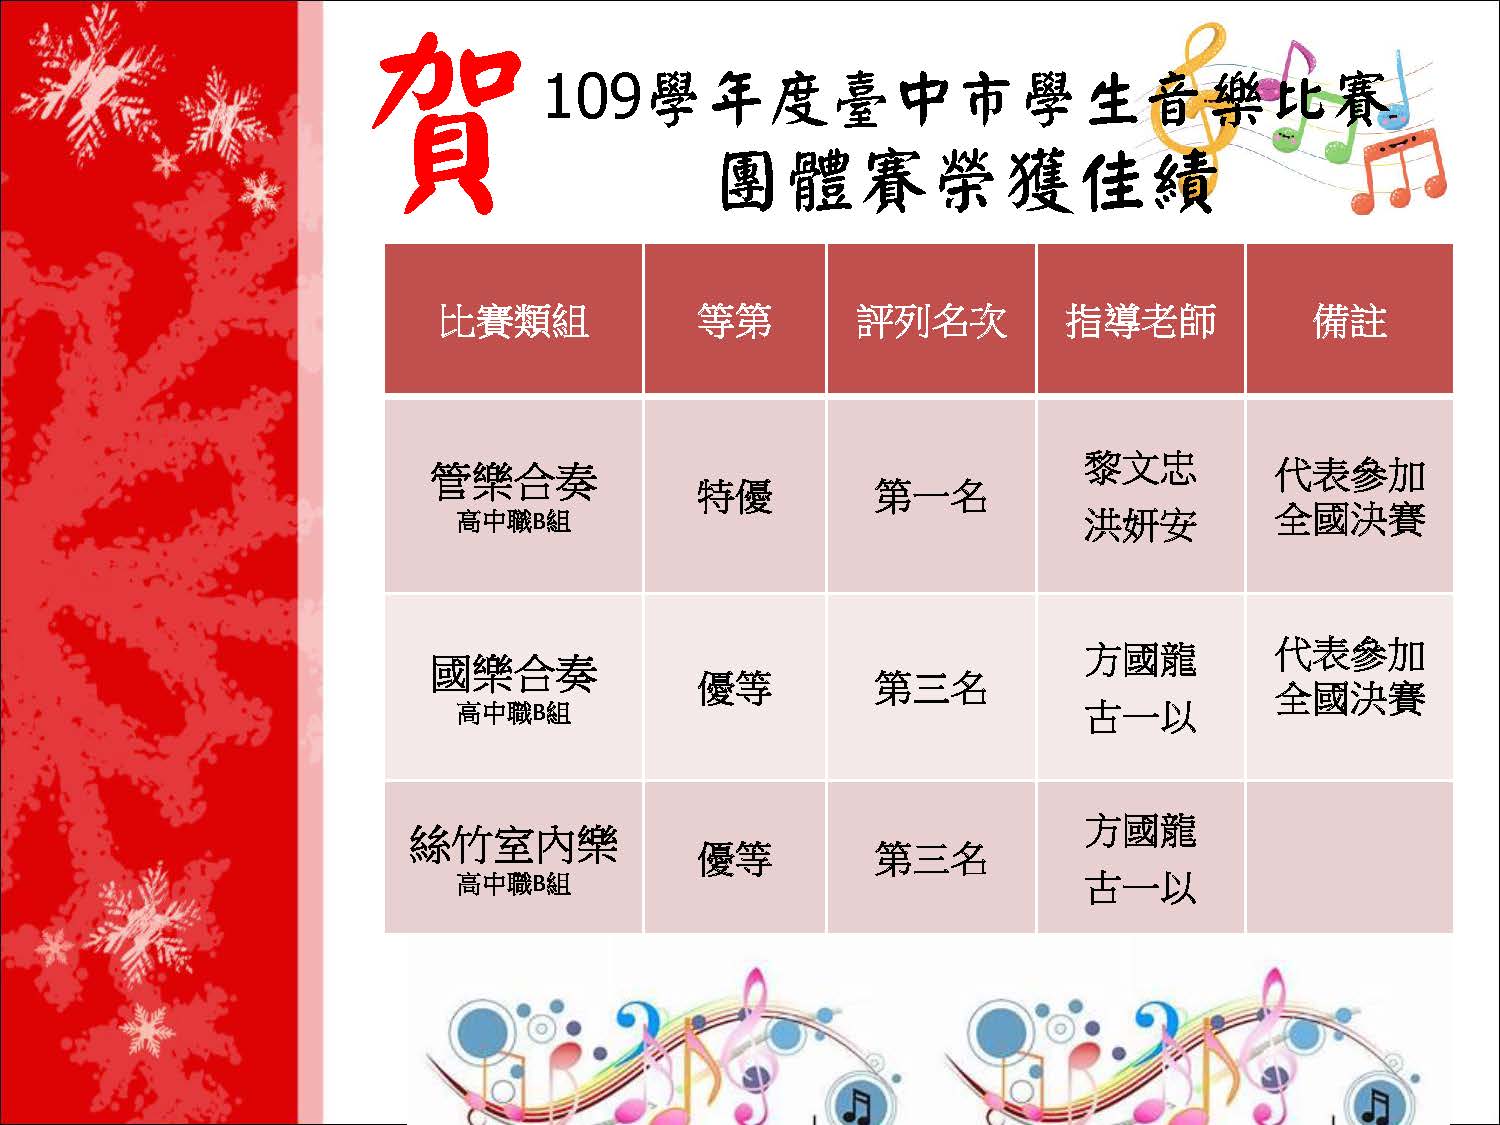 賀
109學年度臺中市學生音樂比賽-
團體賽榮獲佳績
比賽類組 等第 評列名次 指導老師 備註
管樂合奏
高中職B組
特優
第一名
黎文忠
洪妍安
代表參加
全國決賽
國樂合奏
高中職B組
優等
第三名
方國龍
古一以
代表參加
全國決賽
絲竹室內樂
高中職B組
優等
第三名
方國龍
古一以